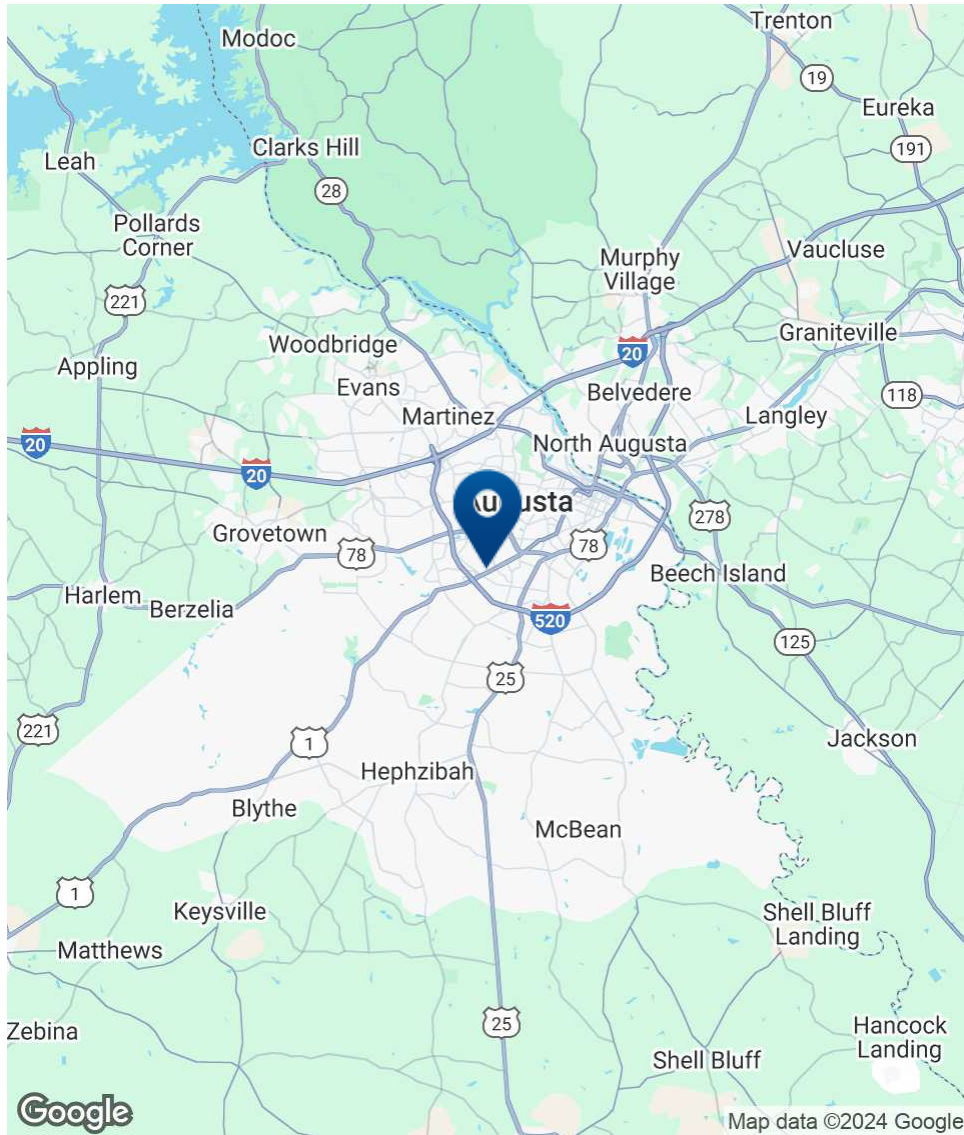 Trenton
Modoc
19
Eureka
Clarks Hill
191
Leah
28
Pollards
Corner
Vaucluse
Murphy
Village
221
Graniteville
Woodbridge
20
Appling
Evans
Belvedere
118
Martinez
Langley
North Augusta
20
20
Augusta
278
Grovetown
78
78
Beech Island
Harlem
Berzelia
520
125
25
221
1
Jackson
Hephzibah
Blythe
McBean
1
Keysville
Shell Bluff
Landing
Matthews
25
Zebina
Hancock
Landing
Shell Bluff
Google
Map data ©2024 Google